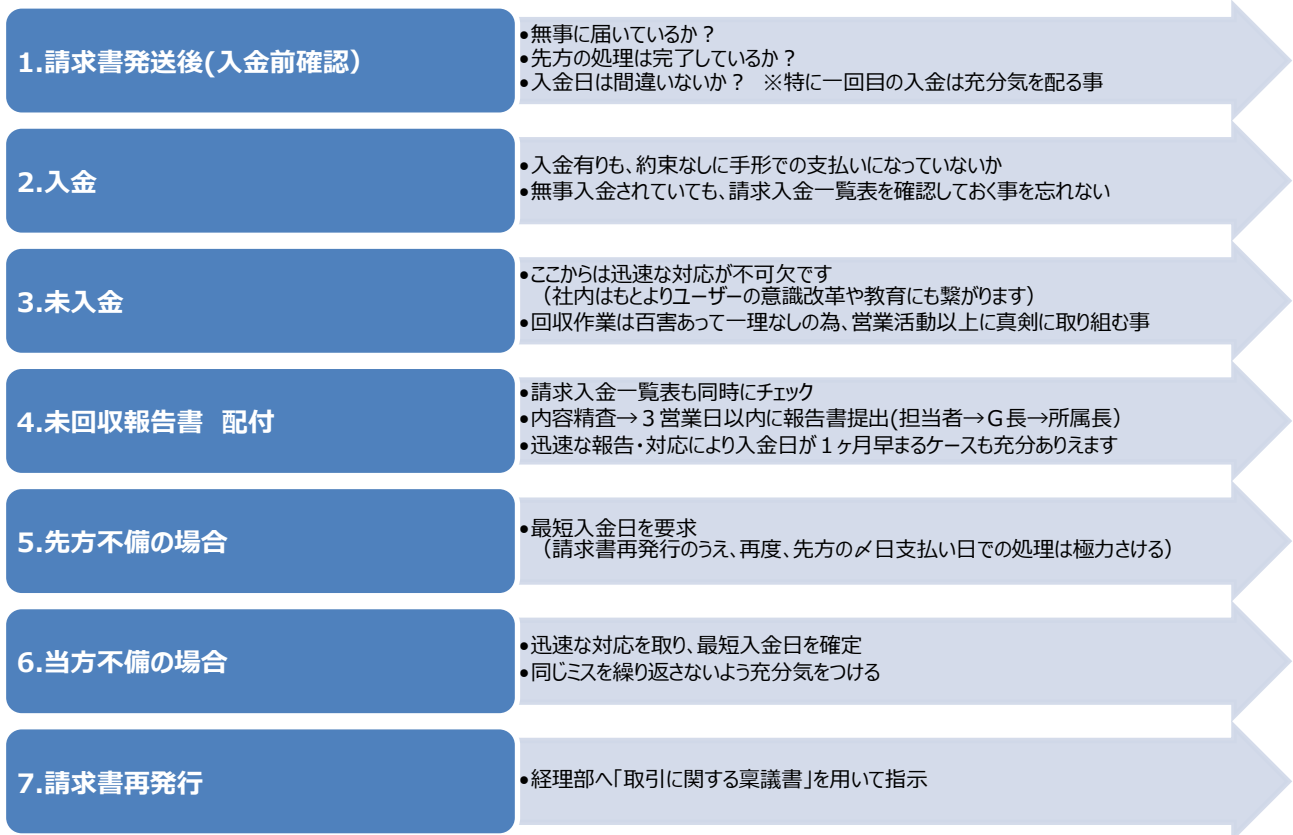 1.請求書発送後(入金前確認）
•無事に届いているか？
•先方の処理は完了しているか？
•入金日は間違いないか？　※特に一回目の入金は充分気を配る事
2.入金
•入金有りも、約束なしに手形での支払いになっていないか
•無事入金されていても、請求入金一覧表を確認しておく事を忘れない
3.未入金
•ここからは迅速な対応が不可欠です
（社内はもとよりユーザーの意識改革や教育にも繋がります）
•回収作業は百害あって一理なしの為、営業活動以上に真剣に取り組む事
4.未回収報告書　配付
•請求入金一覧表も同時にチェック
•内容精査→３営業日以内に報告書提出(担当者→Ｇ長→所属長）
•迅速な報告・対応により入金日が１ヶ月早まるケースも充分ありえます
5.先方不備の場合
•最短入金日を要求
（請求書再発行のうえ、再度、先方の〆日支払い日での処理は極力さける）
6.当方不備の場合
•迅速な対応を取り、最短入金日を確定
•同じミスを繰り返さないよう充分気をつける
7.請求書再発行
•経理部へ「取引に関する稟議書」を用いて指示